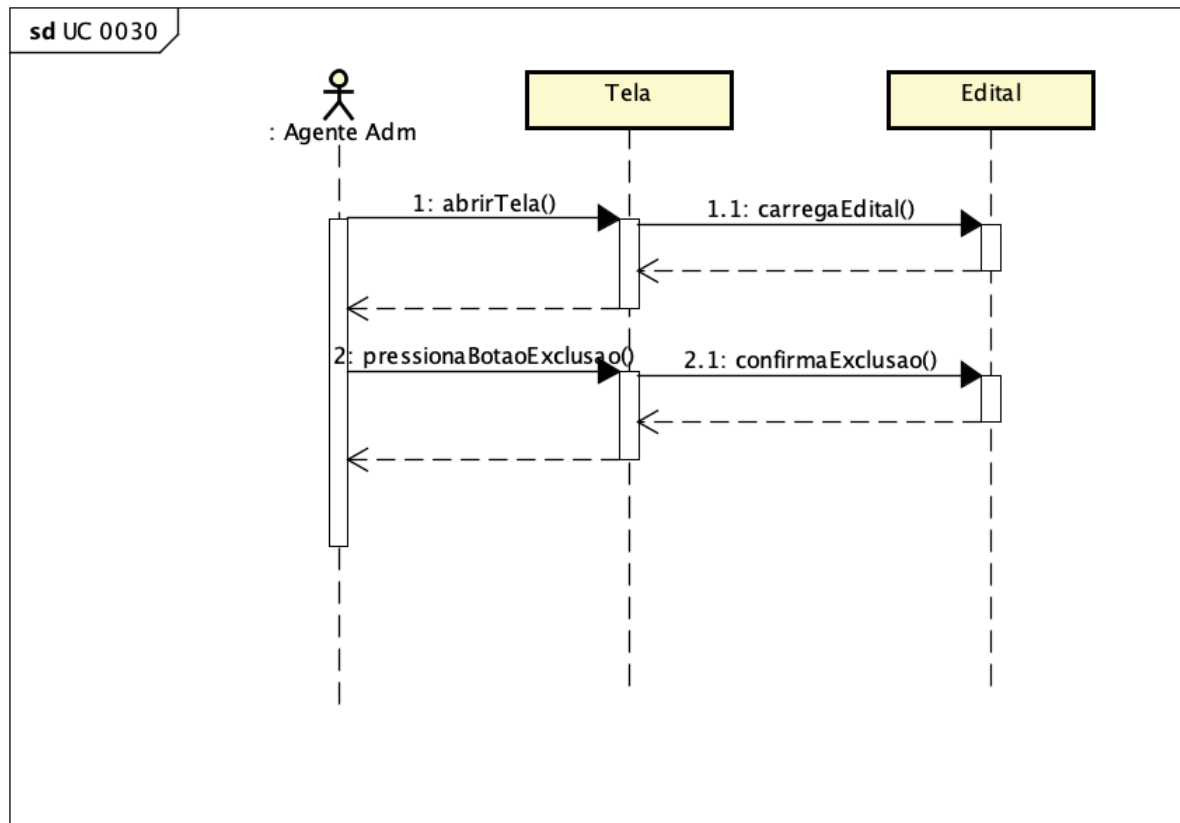 sd UC 0030
Tela
Edital
: Agente Adm
1: abrirTela()
1.1: carregaEdital()
2: pressionaBotaoExclusao()
2.1: confirmaExclusao()